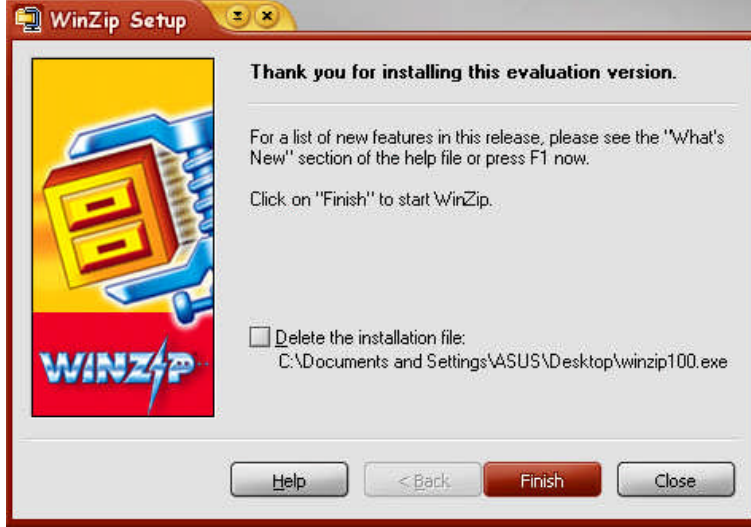 WinZip Setup
Thank you for installing this evaluation version.
For a list of new features in this release, please see the "What's
New" section of the help file or press F1 now.
Click on "Finish" to start WinZip.
Delete the installation file:
C:\Documents and Settings\ASUS\Desktop\winzip100.exe
WINZIP
Help
< Back
Finish
Close